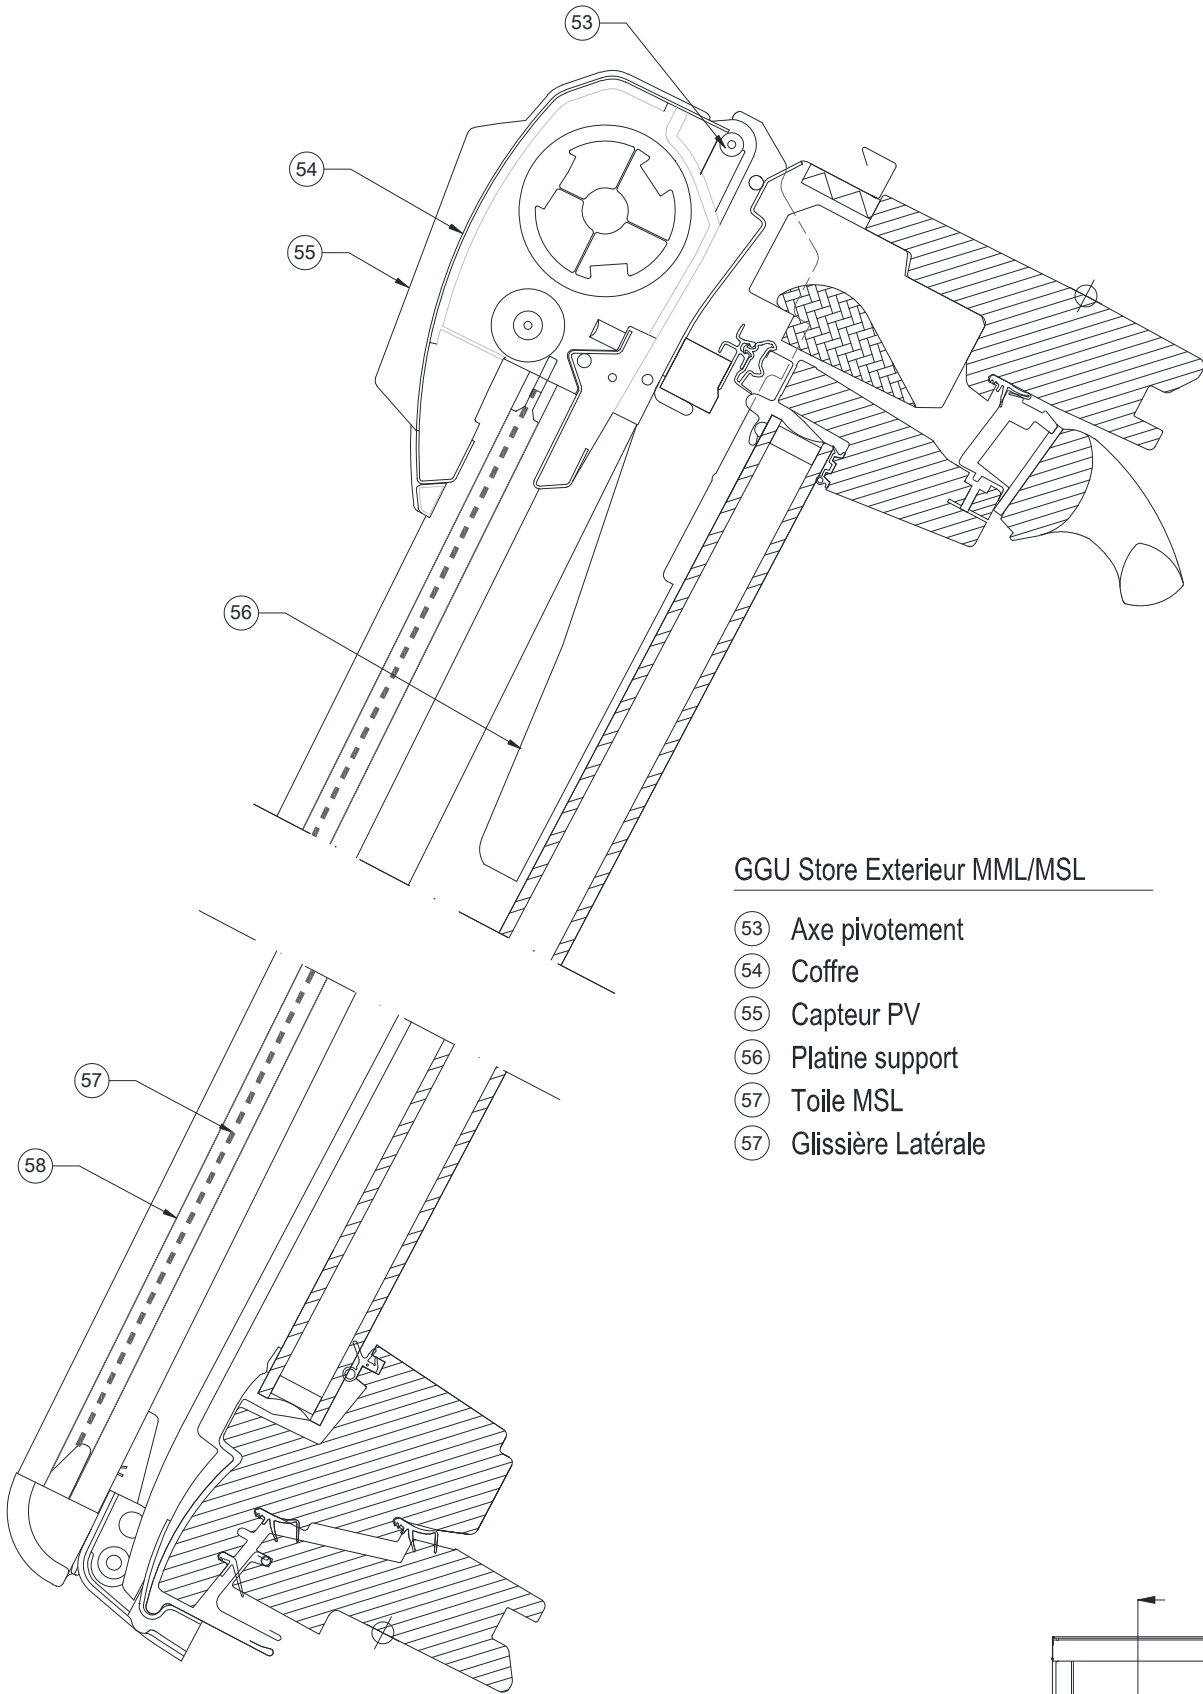 53
54
55
56
GGU Store Exterieur MML/MSL
53 Axe pivotement
54 Coffre
55 Capteur PV
56 Platine support
57 Toile MSL
57 Glissière Latérale
57
58